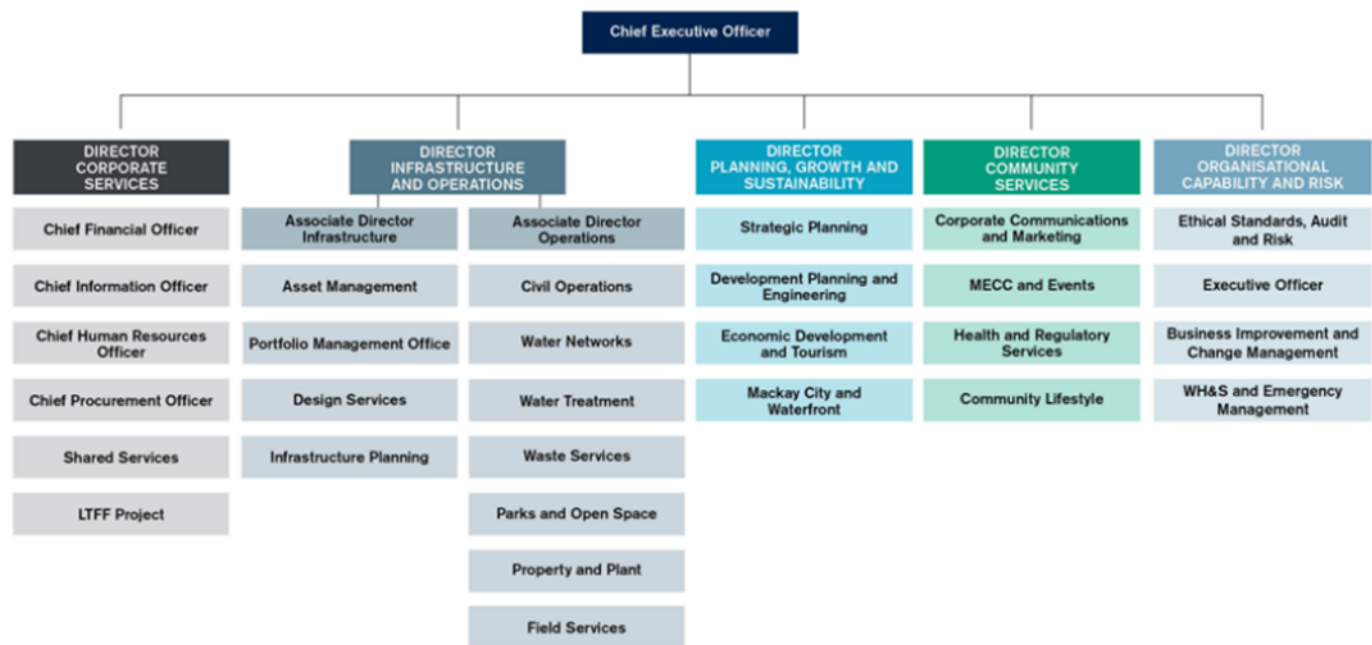 Chief Executive Officer
DIRECTOR
CORPORATE
SERVICES
Chief Financial Officer
Chief Information Officer
Chief Human Resources
Officer
Chief Procurement Officer
Shared Services
LTFF Project
DIRECTOR
INFRASTRUCTURE
AND OPERATIONS
Associate Director
Infrastructure
Asset Management
Portfolio Management Office
Design Services
Infrastructure Planning
Associate Director
Operations
Civil Operations
Water Networks
Water Treatment
Waste Services
Parks and Open Space
Property and Plant
Field Services
DIRECTOR
PLANNING, GROWTH AND
SUSTAINABILITY
Strategic Planning
Development Planning and
Engineering
Economic Development
and Tourism
Mackay City and
Waterfront
DIRECTOR
COMMUNITY
SERVICES
Corporate Communications
and Marketing
MECC and Events
Health and Regulatory
Services
Community Lifestyle
DIRECTOR
ORGANISATIONAL
CAPABILITY AND RISK
Ethical Standards, Audit
and Risk
Executive Officer
Business Improvement and
Change Management
WH&S and Emergency
Management